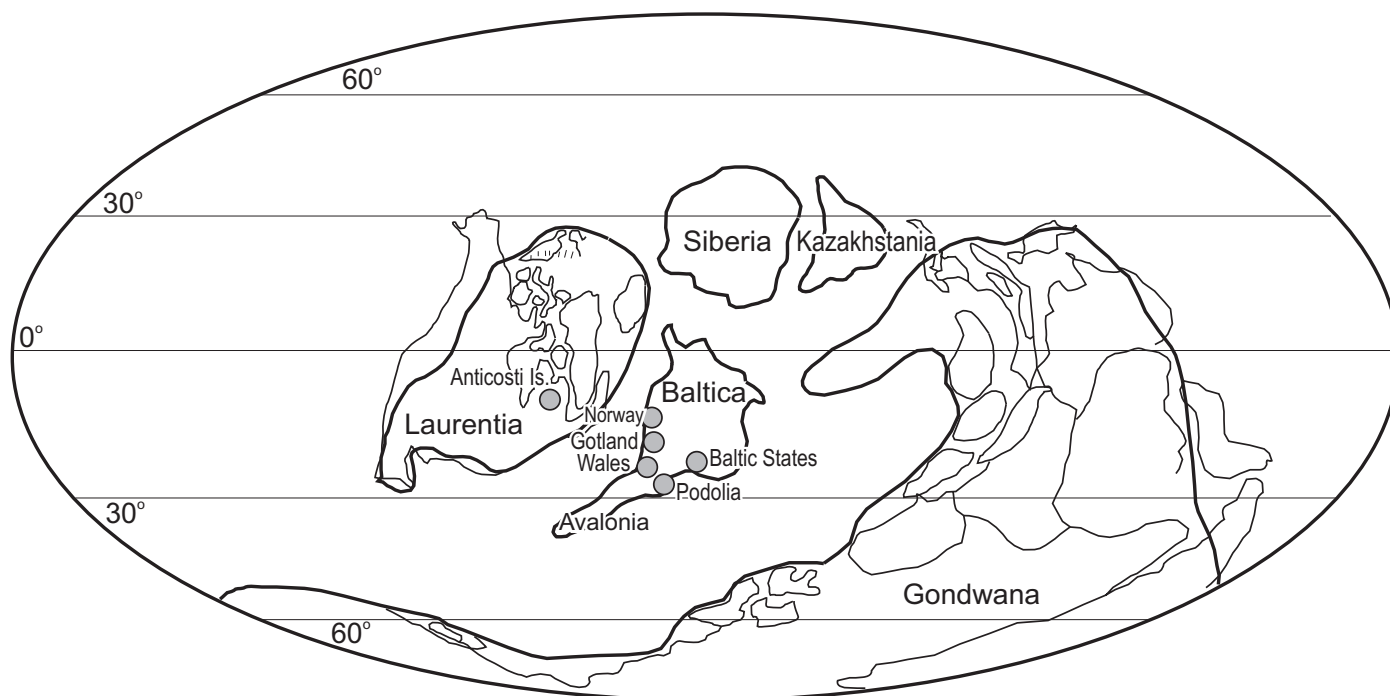 60°
30°
Siberia
Kazakhstania
0°
Anticosti Is.
Baltica
Laurentia
Norway
Gotland
Wales
Baltic States
Podolia
30°
Avalonia
Gondwana
60°